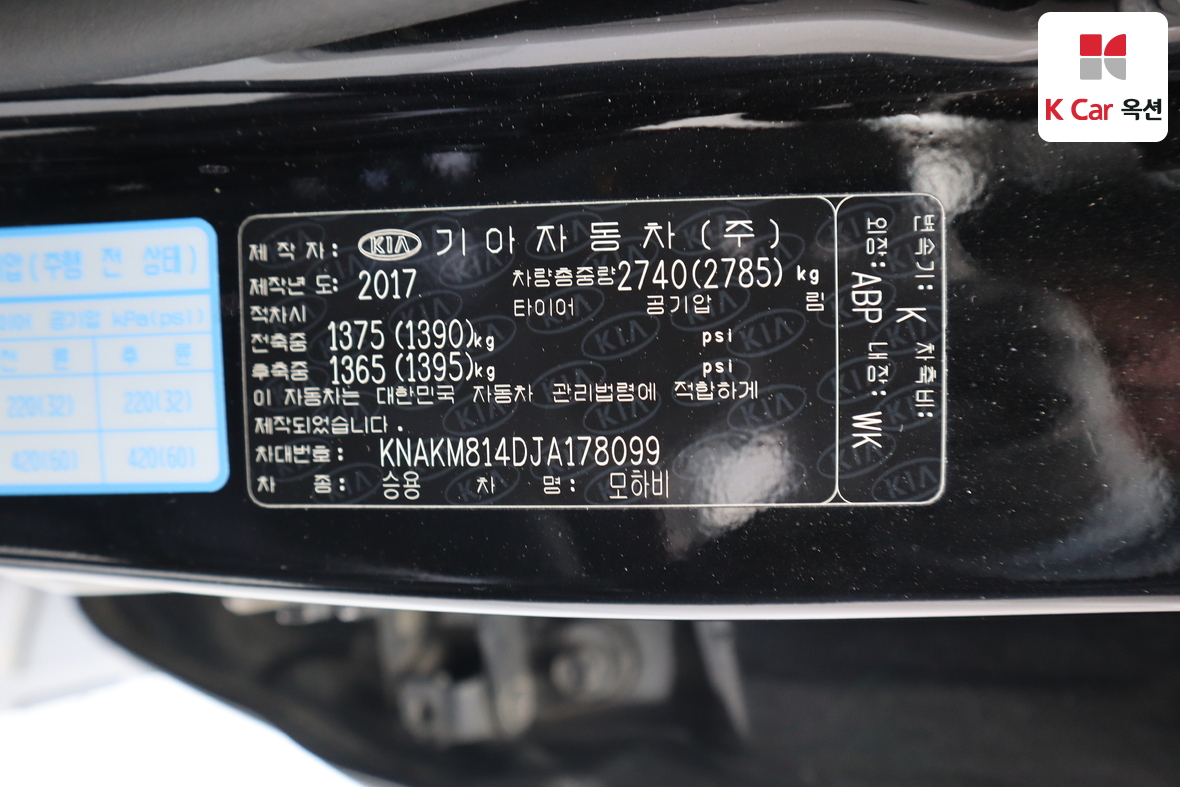 K Car 옥션
제 작 자: KIA 기 아 자 동 차 ( 주 )
제작년 도: 2017 차량총중량2740(2785) kg
적차시 타이어 공기압 림
전축중 1375 (1390)kg psi
후축중 1365 (1395)kg psi
이 자동차는 대한민국 자동차 관리법령에 적합하게
제작되었습니다 .
차대번호: KNAKM814DJA178099
차 종: 승용 차 명: 모하비
변속기: K 차축비:
외장: ABP 내장: WK
(주행 전 상태)
공기압 kPa(psi)
220(32) 220(32)
420(60) 420(60)